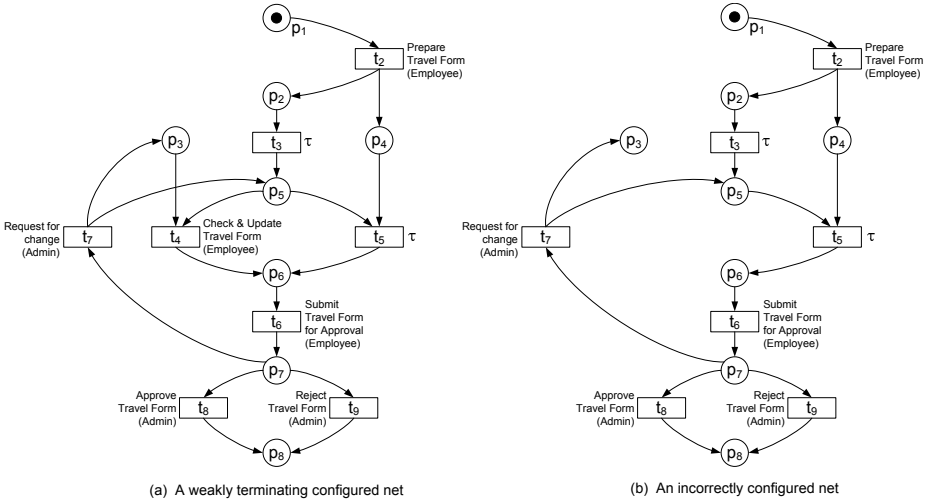 p1
t2
Prepare
Travel Form
(Employee)
p2
p3
t3
τ
p4
p5
Request for
change
(Admin)
t7
t4
Check & Update
Travel Form
(Employee)
t5
τ
p6
t6
Submit
Travel Form
for Approval
(Employee)
p7
Approve
Travel Form
(Admin)
t8
Reject
Travel Form
(Admin)
t9
p8
(a) A weakly terminating configured net
p1
t2
Prepare
Travel Form
(Employee)
p2
p3
t3
τ
p4
p5
Request for
change
(Admin)
t7
t5
τ
p6
t6
Submit
Travel Form
for Approval
(Employee)
p7
Approve
Travel Form
(Admin)
t8
Reject
Travel Form
(Admin)
t9
p8
(b) An incorrectly configured net